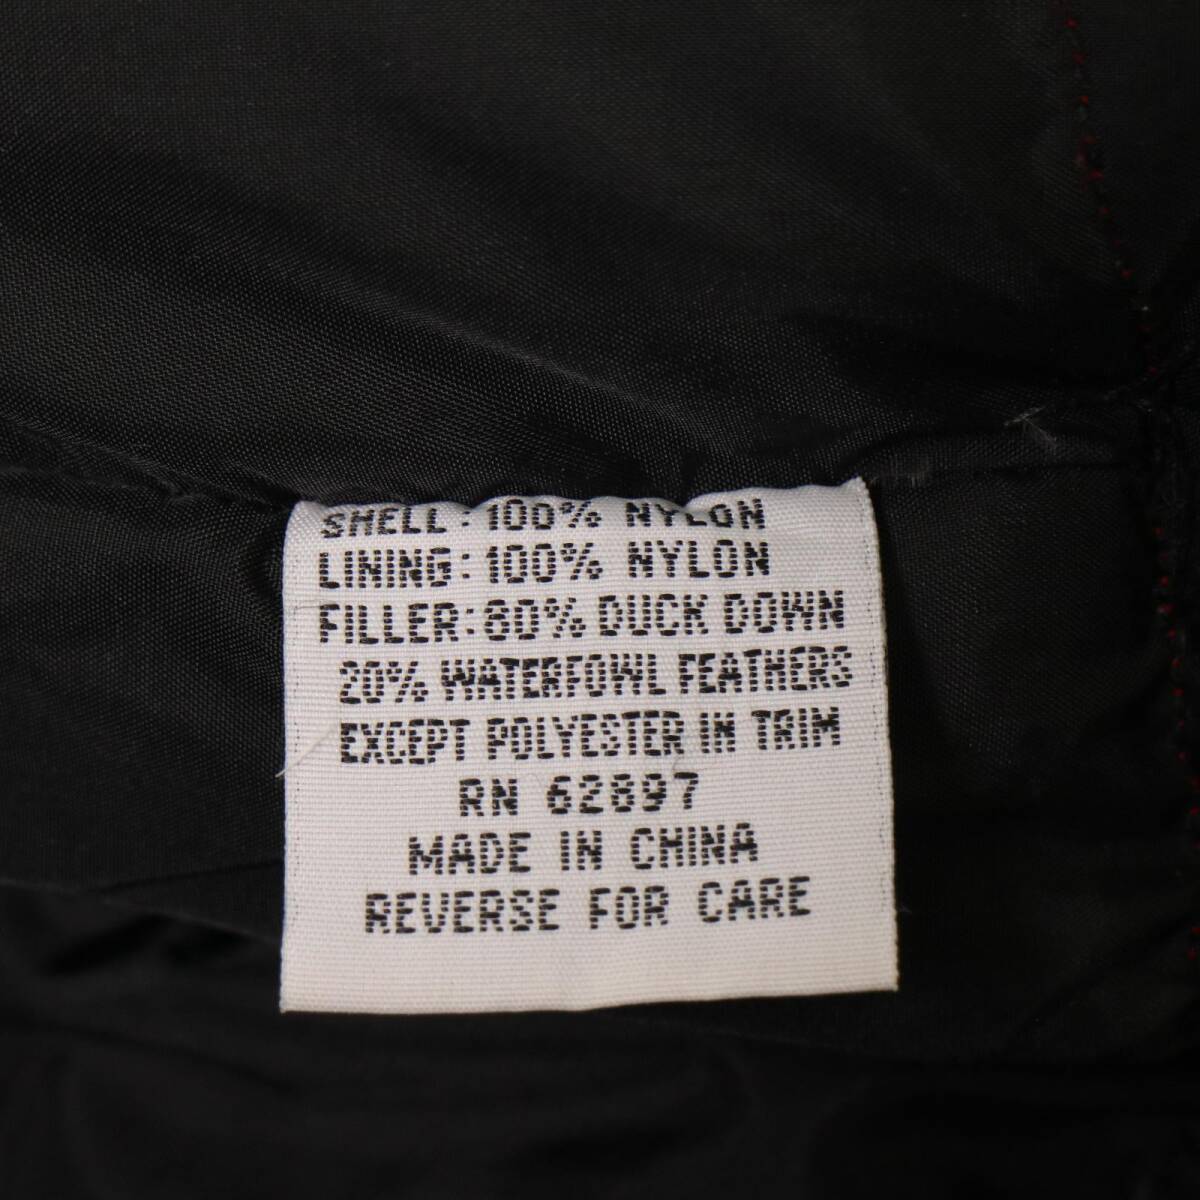 SHELL: 100% NYLON
LINING: 100% NYLON
FILLER: 80% DUCK DOWN
20% WATERFOWL FEATHERS
EXCEPT POLYESTER IN TRIM
RN 62897
MADE IN CHINA
REVERSE FOR CARE